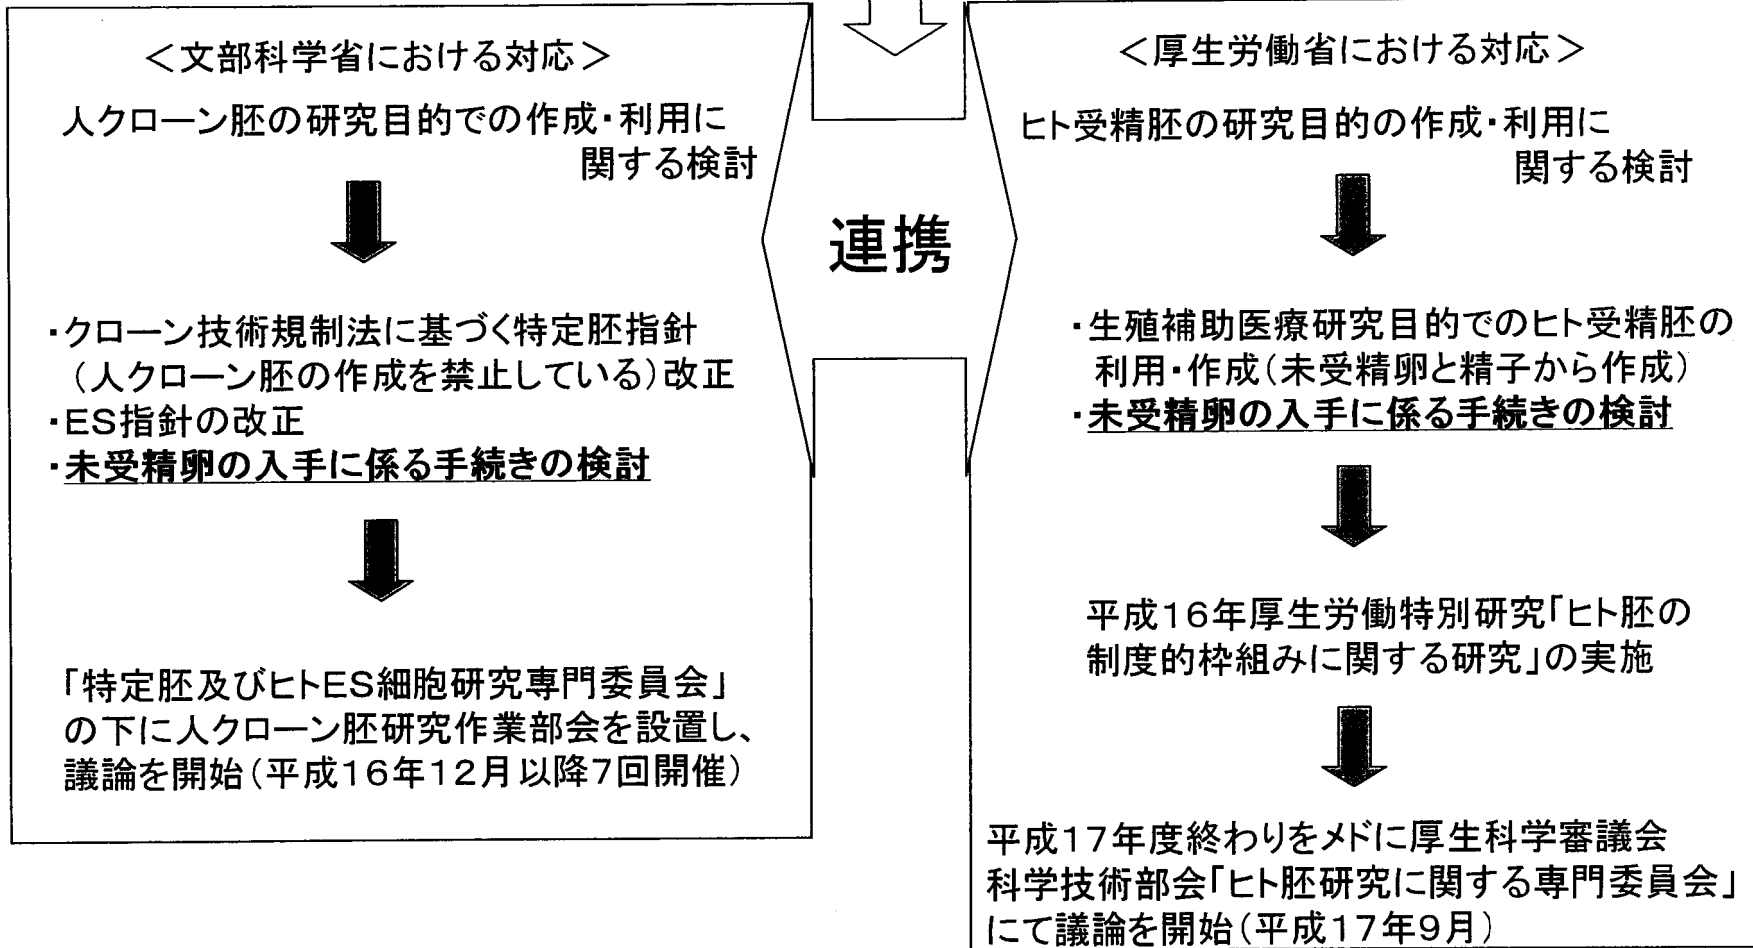 ＜文部科学省における対応＞
人クローン胚の研究目的での作成・利用に
関する検討
・クローン技術規制法に基づく特定胚指針
（人クローン胚の作成を禁止している）改正
・ES指針の改正
・未受精卵の入手に係る手続きの検討
「特定胚及びヒトES細胞研究専門委員会」
の下に人クローン胚研究作業部会を設置し、
議論を開始（平成16年12月以降7回開催）
連携
＜厚生労働省における対応＞
ヒト受精胚の研究目的の作成・利用に
関する検討
・生殖補助医療研究目的でのヒト受精胚の
利用・作成（未受精卵と精子から作成）
・未受精卵の入手に係る手続きの検討
平成16年厚生労働特別研究「ヒト胚の
制度的枠組みに関する研究」の実施
平成17年度終わりをメドに厚生科学審議会
科学技術部会「ヒト胚研究に関する専門委員会」
にて議論を開始（平成17年9月）